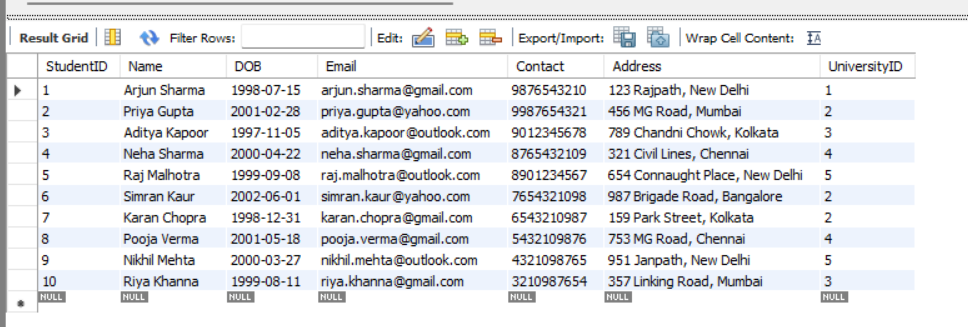 Result Grid Filter Rows: Edit: Export/Import: Wrap Cell Content: IA
StudentID Name DOB Email Contact Address UniversityID
1 Arjun Sharma 1998-07-15 arjun.sharma@gmail.com 9876543210 123 Rajpath, New Delhi 1
2 Priya Gupta 2001-02-28 priya.gupta@yahoo.com 9987654321 456 MG Road, Mumbai 2
3 Aditya Kapoor 1997-11-05 aditya.kapoor@outlook.com 9012345678 789 Chandni Chowk, Kolkata 3
4 Neha Sharma 2000-04-22 neha.sharma@gmail.com 8765432109 321 Civil Lines, Chennai 4
5 Raj Malhotra 1999-09-08 raj.malhotra@outlook.com 8901234567 654 Connaught Place, New Delhi 5
6 Simran Kaur 2002-06-01 simran.kaur@yahoo.com 7654321098 987 Brigade Road, Bangalore 2
7 Karan Chopra 1998-12-31 karan.chopra@gmail.com 6543210987 159 Park Street, Kolkata 2
8 Pooja Verma 2001-05-18 pooja.verma@gmail.com 5432109876 753 MG Road, Chennai 4
9 Nikhil Mehta 2000-03-27 nikhil.mehta@outlook.com 4321098765 951 Janpath, New Delhi 5
10 Riya Khanna 1999-08-11 riya.khanna@gmail.com 3210987654 357 Linking Road, Mumbai 3
NULL NULL NULL NULL NULL NULL NULL